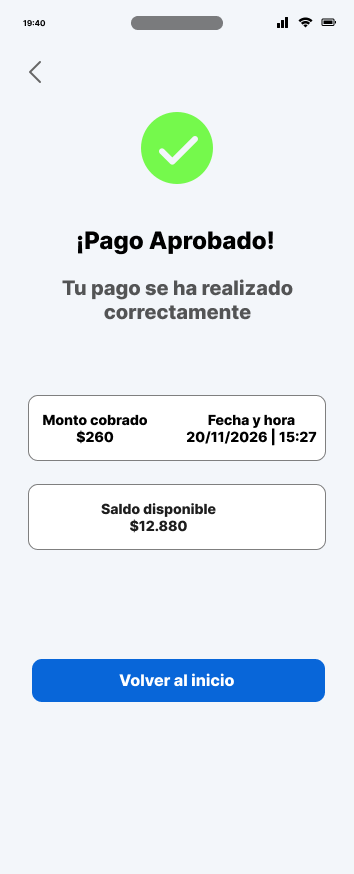 19:40
¡Pago Aprobado!
Tu pago se ha realizado
correctamente
Monto cobrado
$260
Fecha y hora
20/11/2026 | 15:27
Saldo disponible
$12.880
Volver al inicio